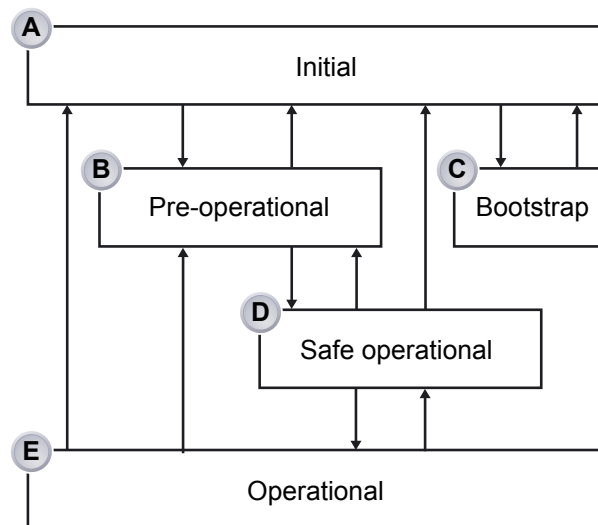 A
Initial
B
Pre-operational
C
Bootstrap
D
Safe operational
E
Operational